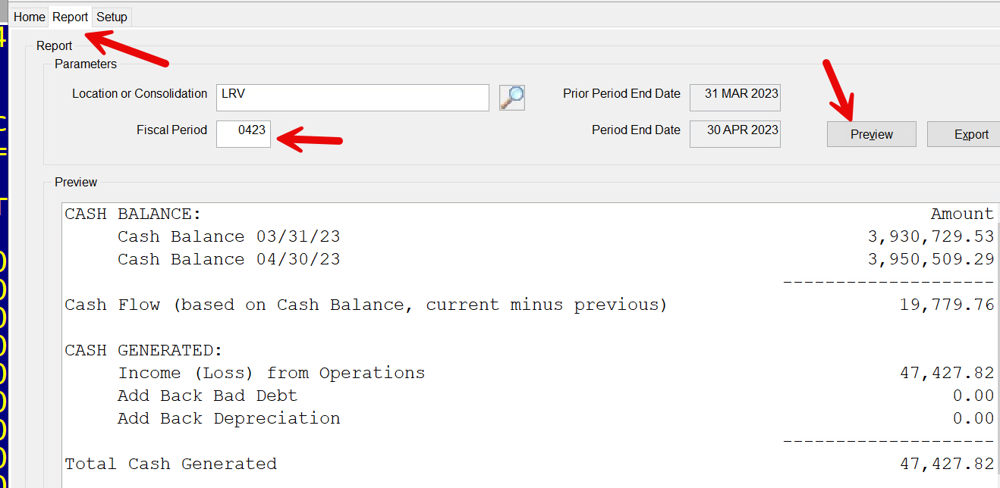 Home Report Setup
Report
Parameters
Location or Consolidation LRV Prior Period End Date 31 MAR 2023
Fiscal Period 0423 Period End Date 30 APR 2023 Preview Export
Preview
CASH BALANCE: Amount
Cash Balance 03/31/23 3,930,729.53
Cash Balance 04/30/23 3,950,509.29
--------------------
Cash Flow (based on Cash Balance, current minus previous) 19,779.76
CASH GENERATED:
Income (Loss) from Operations 47,427.82
Add Back Bad Debt 0.00
Add Back Depreciation 0.00
--------------------
Total Cash Generated 47,427.82